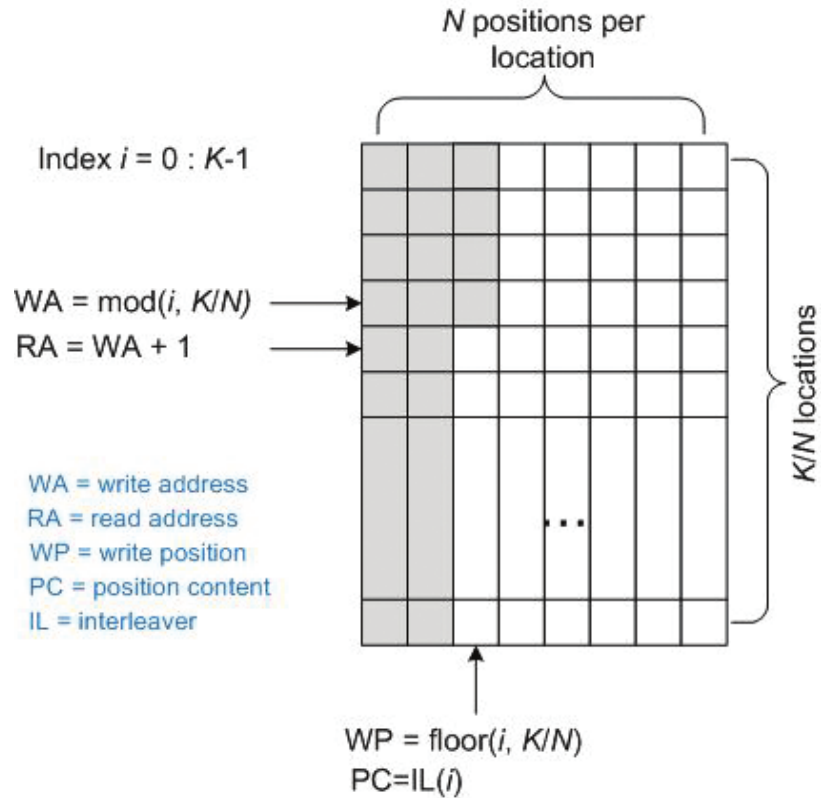 N positions per
location
Index i = 0 : K-1
WA = mod(i, K/N)
RA = WA + 1
K/N locations
WA = write address
RA = read address
WP = write position
PC = position content
IL = interleaver
...
WP = floor(i, K/N)
PC=IL(i)